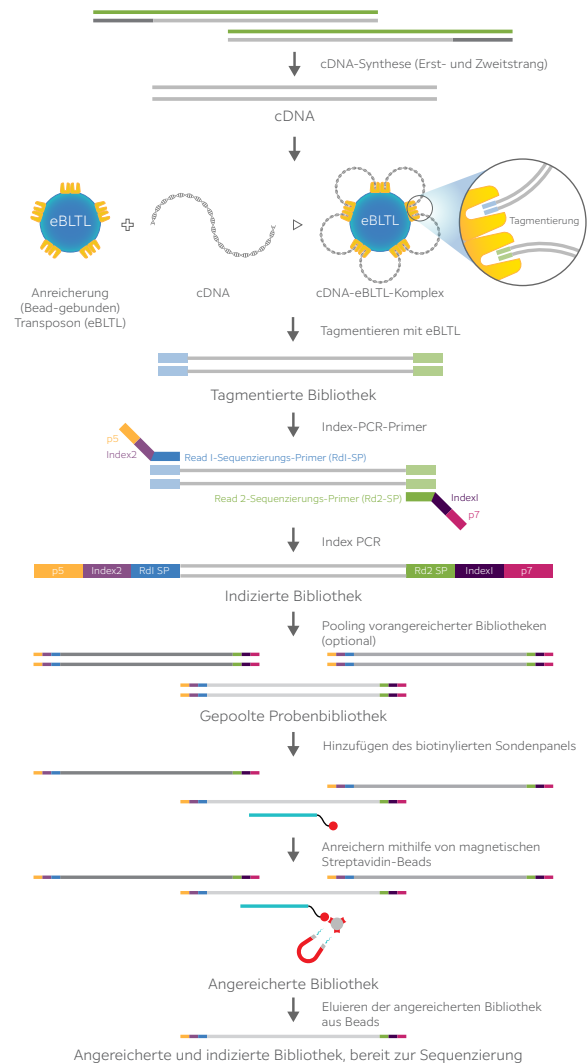 cDNA-Synthese (Erst- und Zweitstrang)
cDNA
eBLTL
eBLTL
Tagmentierung
Anreicherung
(Bead-gebunden)
Transposon (eBLTL)
cDNA
cDNA-eBLTL-Komplex
Tagmentieren mit eBLTL
Tagmentierte Bibliothek
Index-PCR-Primer
p5
Index2
Read 1-Sequenzierungs-Primer (Rd1-SP)
Read 2-Sequenzierungs-Primer (Rd2-SP)
Index1
p7
Index PCR
p5 Index2 Rd1 SP Rd2 SP Index1 p7
Indizierte Bibliothek
Pooling vorangereicherter Bibliotheken
(optional)
Gepoolte Probenbibliothek
Hinzufügen des biotinylierten Sondenpanels
Anreichern mithilfe von magnetischen
Streptavidin-Beads
Angereicherte Bibliothek
Eluieren der angereicherten Bibliothek
aus Beads
Angereicherte und indizierte Bibliothek, bereit zur Sequenzierung